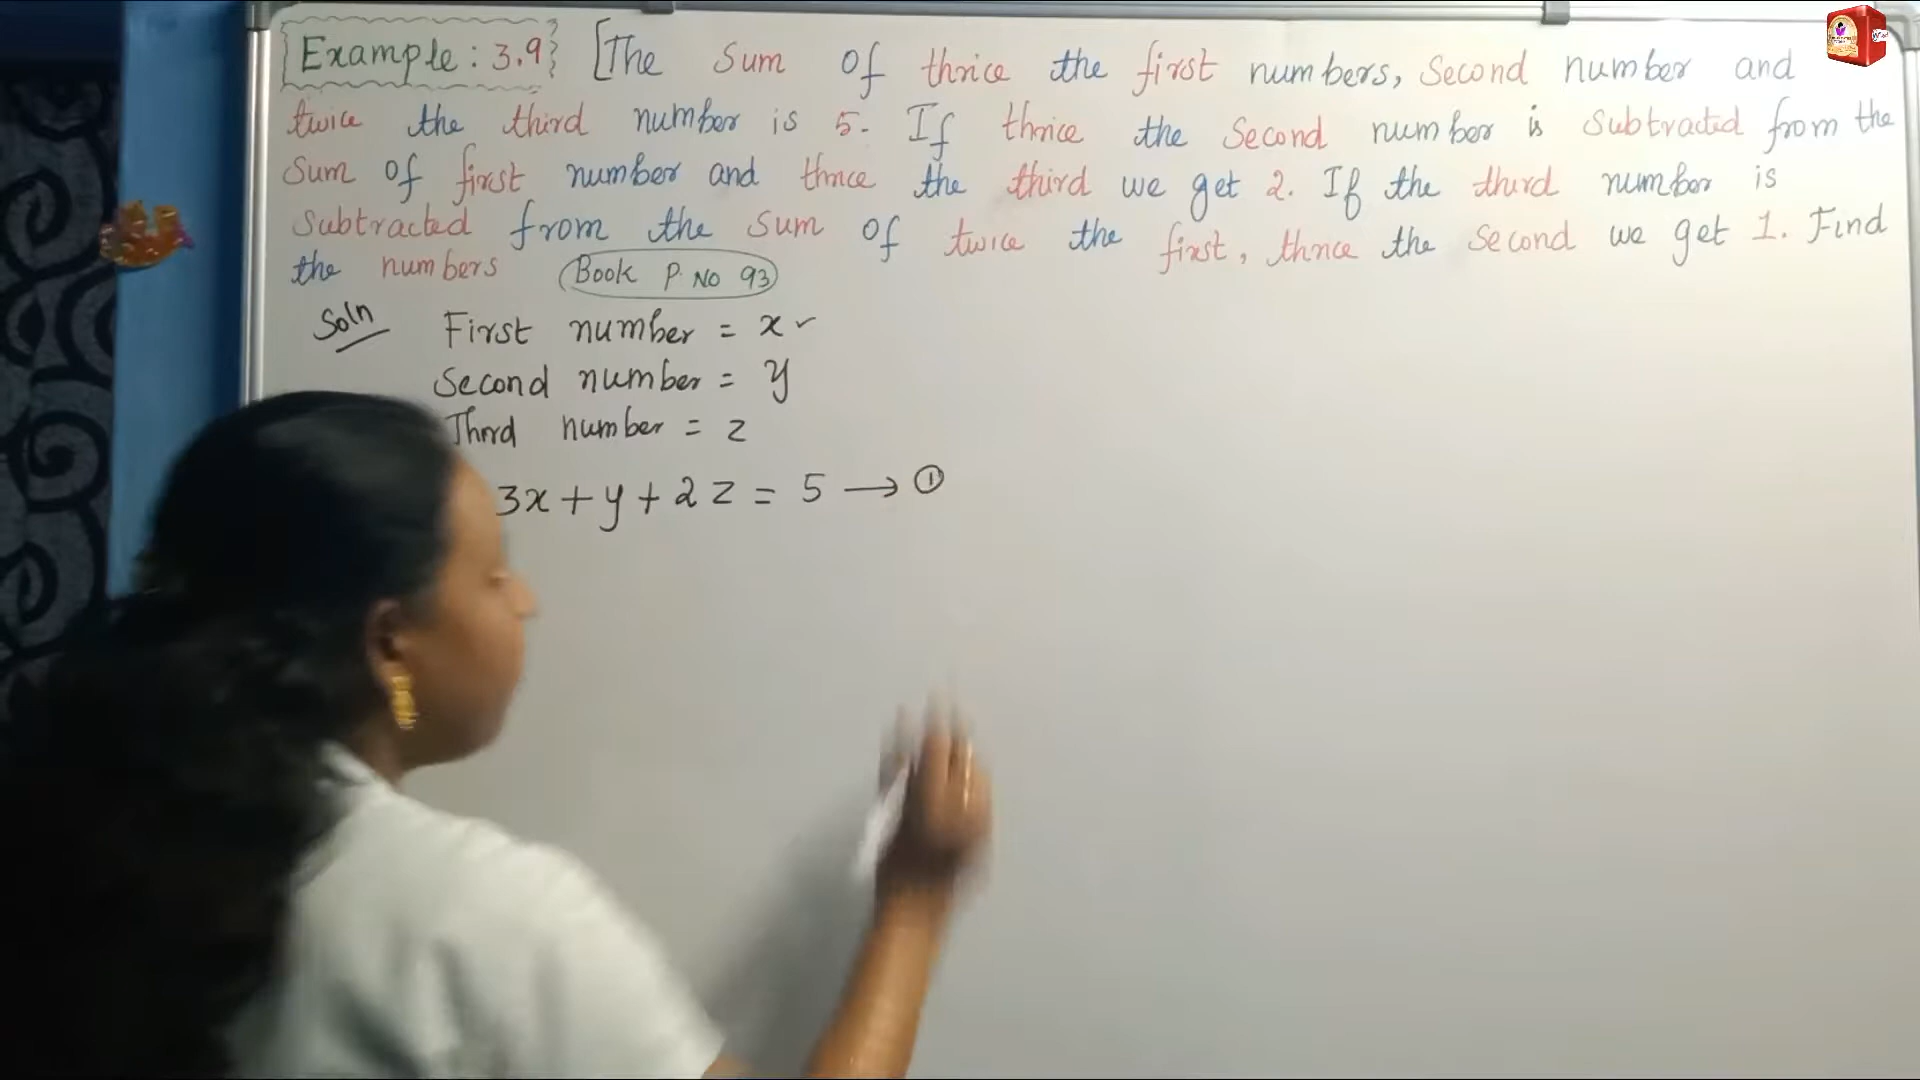 Example: 3.9 [The Sum of thrice the first numbers, Second number and
twice the third number is 5. If thrice the Second number is Subtracted from the
Sum of first number and thrice the third we get 2. If the third number is
Subtracted from the Sum of twice the first, thrice the Second we get 1. Find
the numbers Book P. No 93
Soln First number = x ✓
Second number = y
Third number = z
3x + y + 2z = 5 → ①